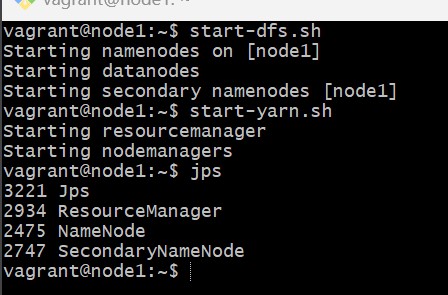 vagrant@node1: ~
vagrant@node1:~$ start-dfs.sh
Starting namenodes on [node1]
Starting datanodes
Starting secondary namenodes [node1]
vagrant@node1:~$ start-yarn.sh
Starting resourcemanager
Starting nodemanagers
vagrant@node1:~$ jps
3221 Jps
2934 ResourceManager
2475 NameNode
2747 SecondaryNameNode
vagrant@node1:~$